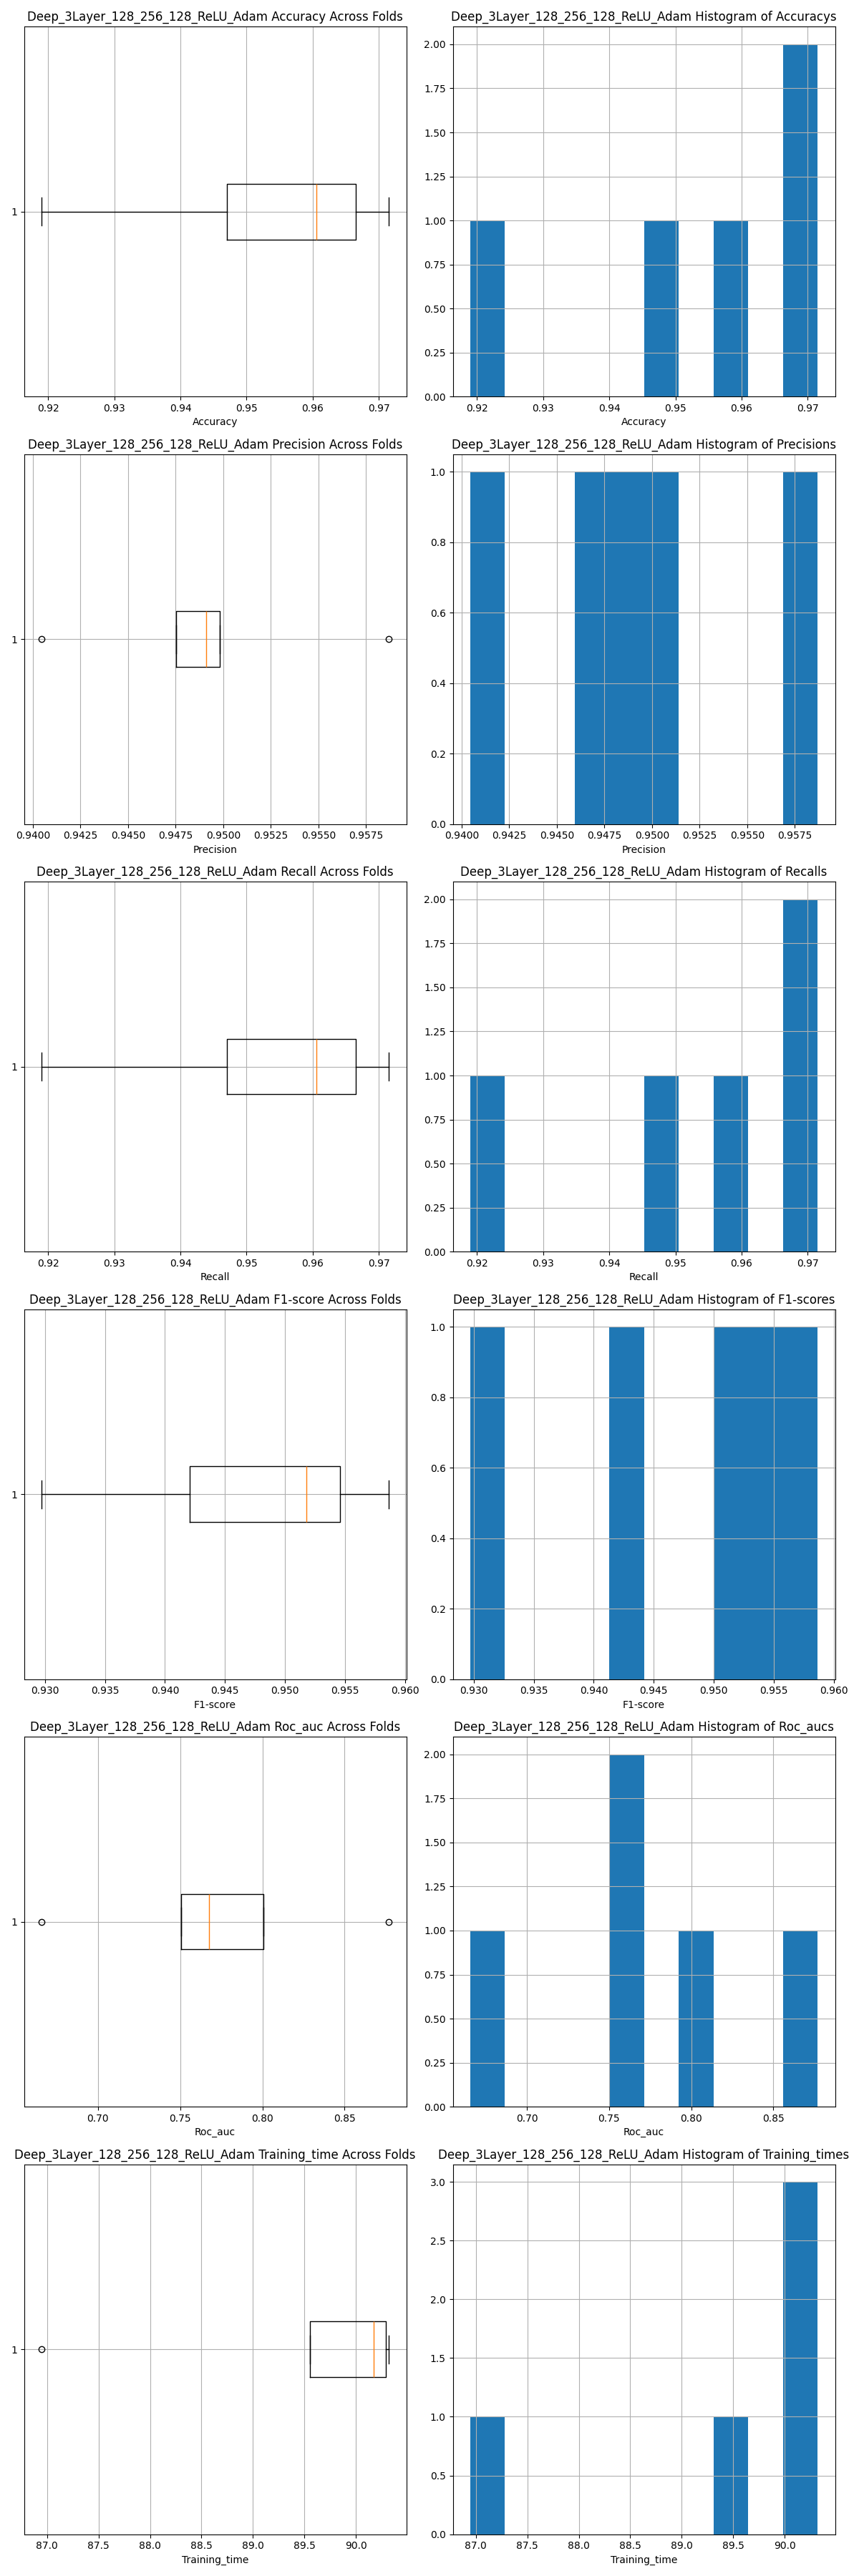 Deep_3Layer_128_256_128_ReLU_Adam Accuracy Across Folds
1
0.92 0.93 0.94 0.95 0.96 0.97
Accuracy
Deep_3Layer_128_256_128_ReLU_Adam Histogram of Accuracys
2.00
1.75
1.50
1.25
1.00
0.75
0.50
0.25
0.00
0.92 0.93 0.94 0.95 0.96 0.97
Accuracy
Deep_3Layer_128_256_128_ReLU_Adam Precision Across Folds
1
0.9400 0.9425 0.9450 0.9475 0.9500 0.9525 0.9550 0.9575
Precision
Deep_3Layer_128_256_128_ReLU_Adam Histogram of Precisions
1.0
0.8
0.6
0.4
0.2
0.0
0.9400 0.9425 0.9450 0.9475 0.9500 0.9525 0.9550 0.9575
Precision
Deep_3Layer_128_256_128_ReLU_Adam Recall Across Folds
1
0.92 0.93 0.94 0.95 0.96 0.97
Recall
Deep_3Layer_128_256_128_ReLU_Adam Histogram of Recalls
2.00
1.75
1.50
1.25
1.00
0.75
0.50
0.25
0.00
0.92 0.93 0.94 0.95 0.96 0.97
Recall
Deep_3Layer_128_256_128_ReLU_Adam F1-score Across Folds
1
0.930 0.935 0.940 0.945 0.950 0.955 0.960
F1-score
Deep_3Layer_128_256_128_ReLU_Adam Histogram of F1-scores
1.0
0.8
0.6
0.4
0.2
0.0
0.930 0.935 0.940 0.945 0.950 0.955 0.960
F1-score
Deep_3Layer_128_256_128_ReLU_Adam Roc_auc Across Folds
1
0.70 0.75 0.80 0.85
Roc_auc
Deep_3Layer_128_256_128_ReLU_Adam Histogram of Roc_aucs
2.00
1.75
1.50
1.25
1.00
0.75
0.50
0.25
0.00
0.70 0.75 0.80 0.85
Roc_auc
Deep_3Layer_128_256_128_ReLU_Adam Training_time Across Folds
1
87.0 87.5 88.0 88.5 89.0 89.5 90.0
Training_time
Deep_3Layer_128_256_128_ReLU_Adam Histogram of Training_times
3.0
2.5
2.0
1.5
1.0
0.5
0.0
87.0 87.5 88.0 88.5 89.0 89.5 90.0
Training_time